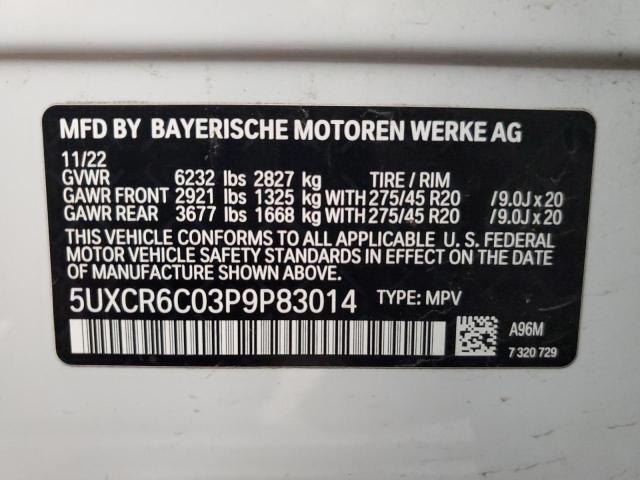 MFD BY BAYERISCHE MOTOREN WERKE AG
11/22
GVWR 6232 lbs 2827 kg TIRE / RIM
GAWR FRONT 2921 lbs 1325 kg WITH 275/45 R20 /9.0J x 20
GAWR REAR 3677 lbs 1668 kg WITH 275/45 R20 /9.0J x 20
THIS VEHICLE CONFORMS TO ALL APPLICABLE U. S. FEDERAL
MOTOR VEHICLE SAFETY STANDARDS IN EFFECT ON THE DATE
OF MANUFACTURE SHOWN ABOVE.
5UXCR6C03P9P83014 TYPE: MPV
A96M
7 320 729